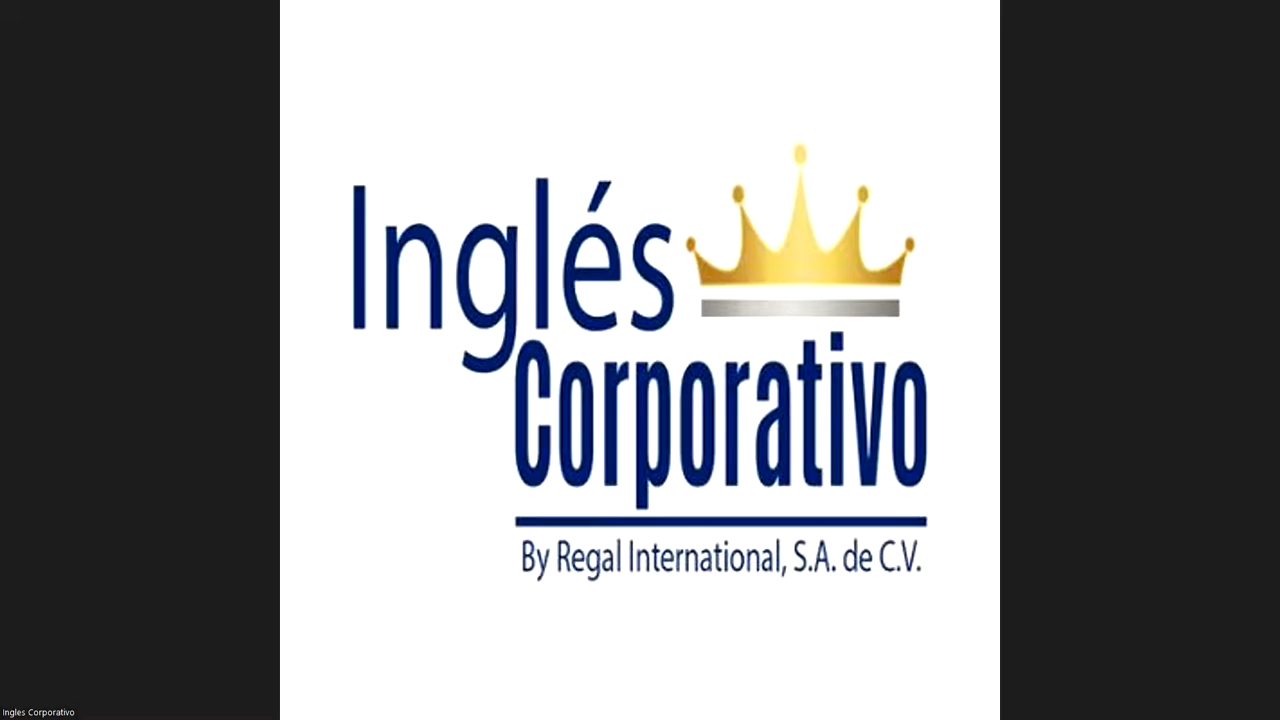 Inglés
Corporativo
By Regal International, S.A. de C.V.
Ingles Corporativo